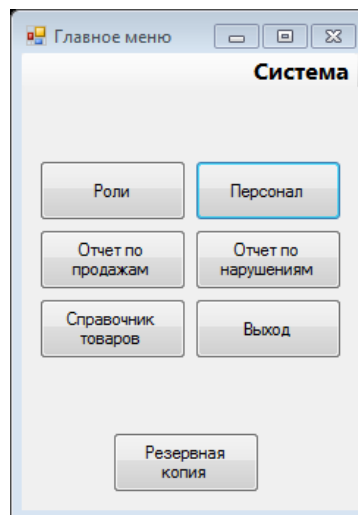 Главное меню
Система
Роли
Персонал
Отчет по
продажам
Отчет по
нарушениям
Справочник
товаров
Выход
Резервная
копия